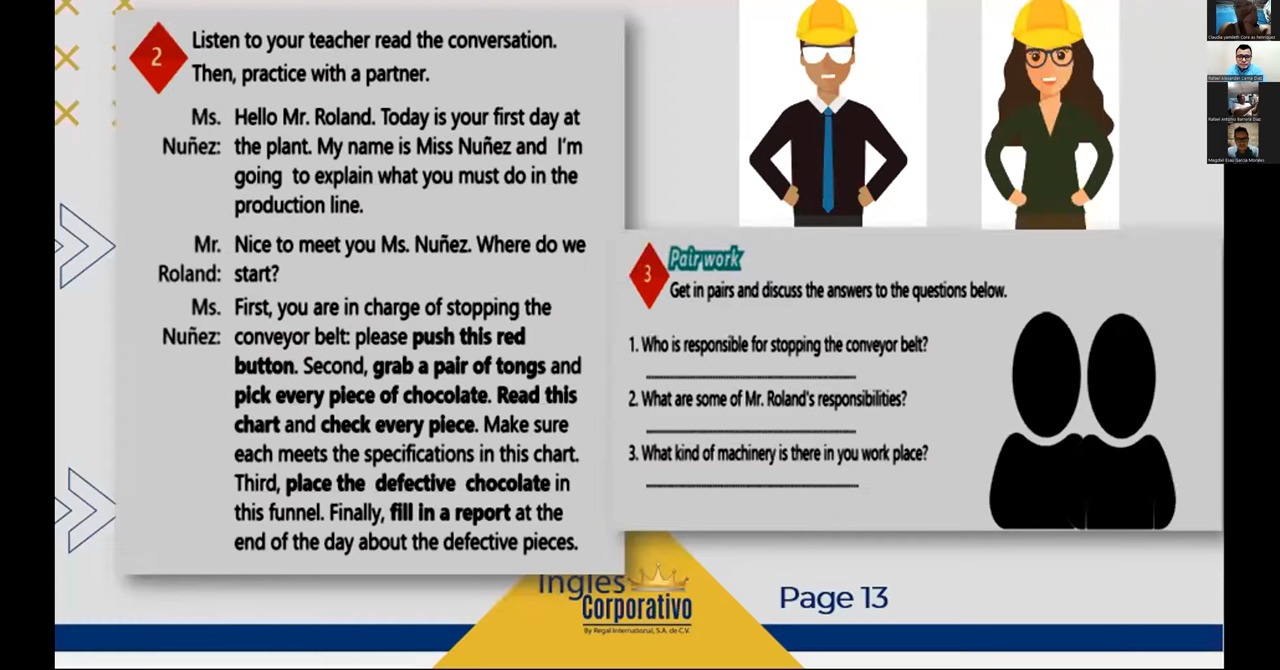 2
Listen to your teacher read the conversation.
Then, practice with a partner.
Ms. Hello Mr. Roland. Today is your first day at
Nuñez: the plant. My name is Miss Nuñez and I'm
going to explain what you must do in the
production line.
Mr. Nice to meet you Ms. Nuñez. Where do we
Roland: start?
Ms. First, you are in charge of stopping the
Nuñez: conveyor belt: please push this red
button. Second, grab a pair of tongs and
pick every piece of chocolate. Read this
chart and check every piece. Make sure
each meets the specifications in this chart.
Third, place the defective chocolate in
this funnel. Finally, fill in a report at the
end of the day about the defective pieces.
3
Pair work
Get in pairs and discuss the answers to the questions below.
1. Who is responsible for stopping the conveyor belt?
2. What are some of Mr. Roland's responsibilities?
3. What kind of machinery is there in you work place?
Ingles
Corporativo
By Regal International, S.A. de C.V.
Page 13